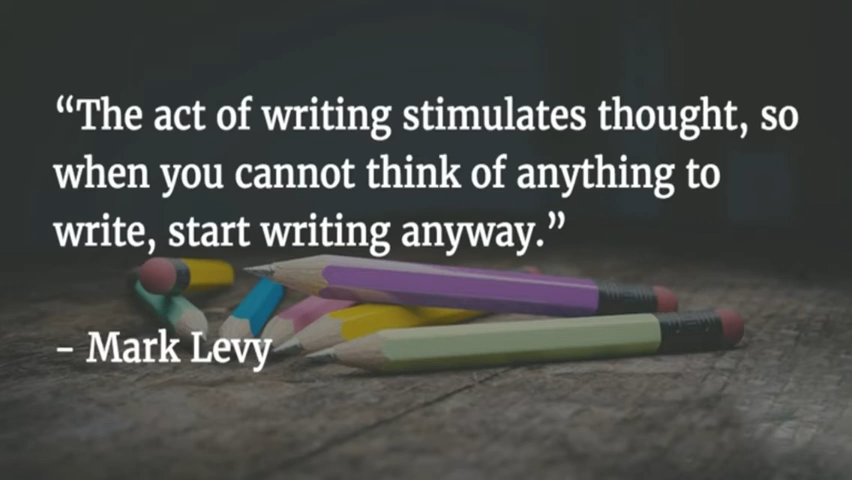 “The act of writing stimulates thought, so
when you cannot think of anything to
write, start writing anyway.”
- Mark Levy